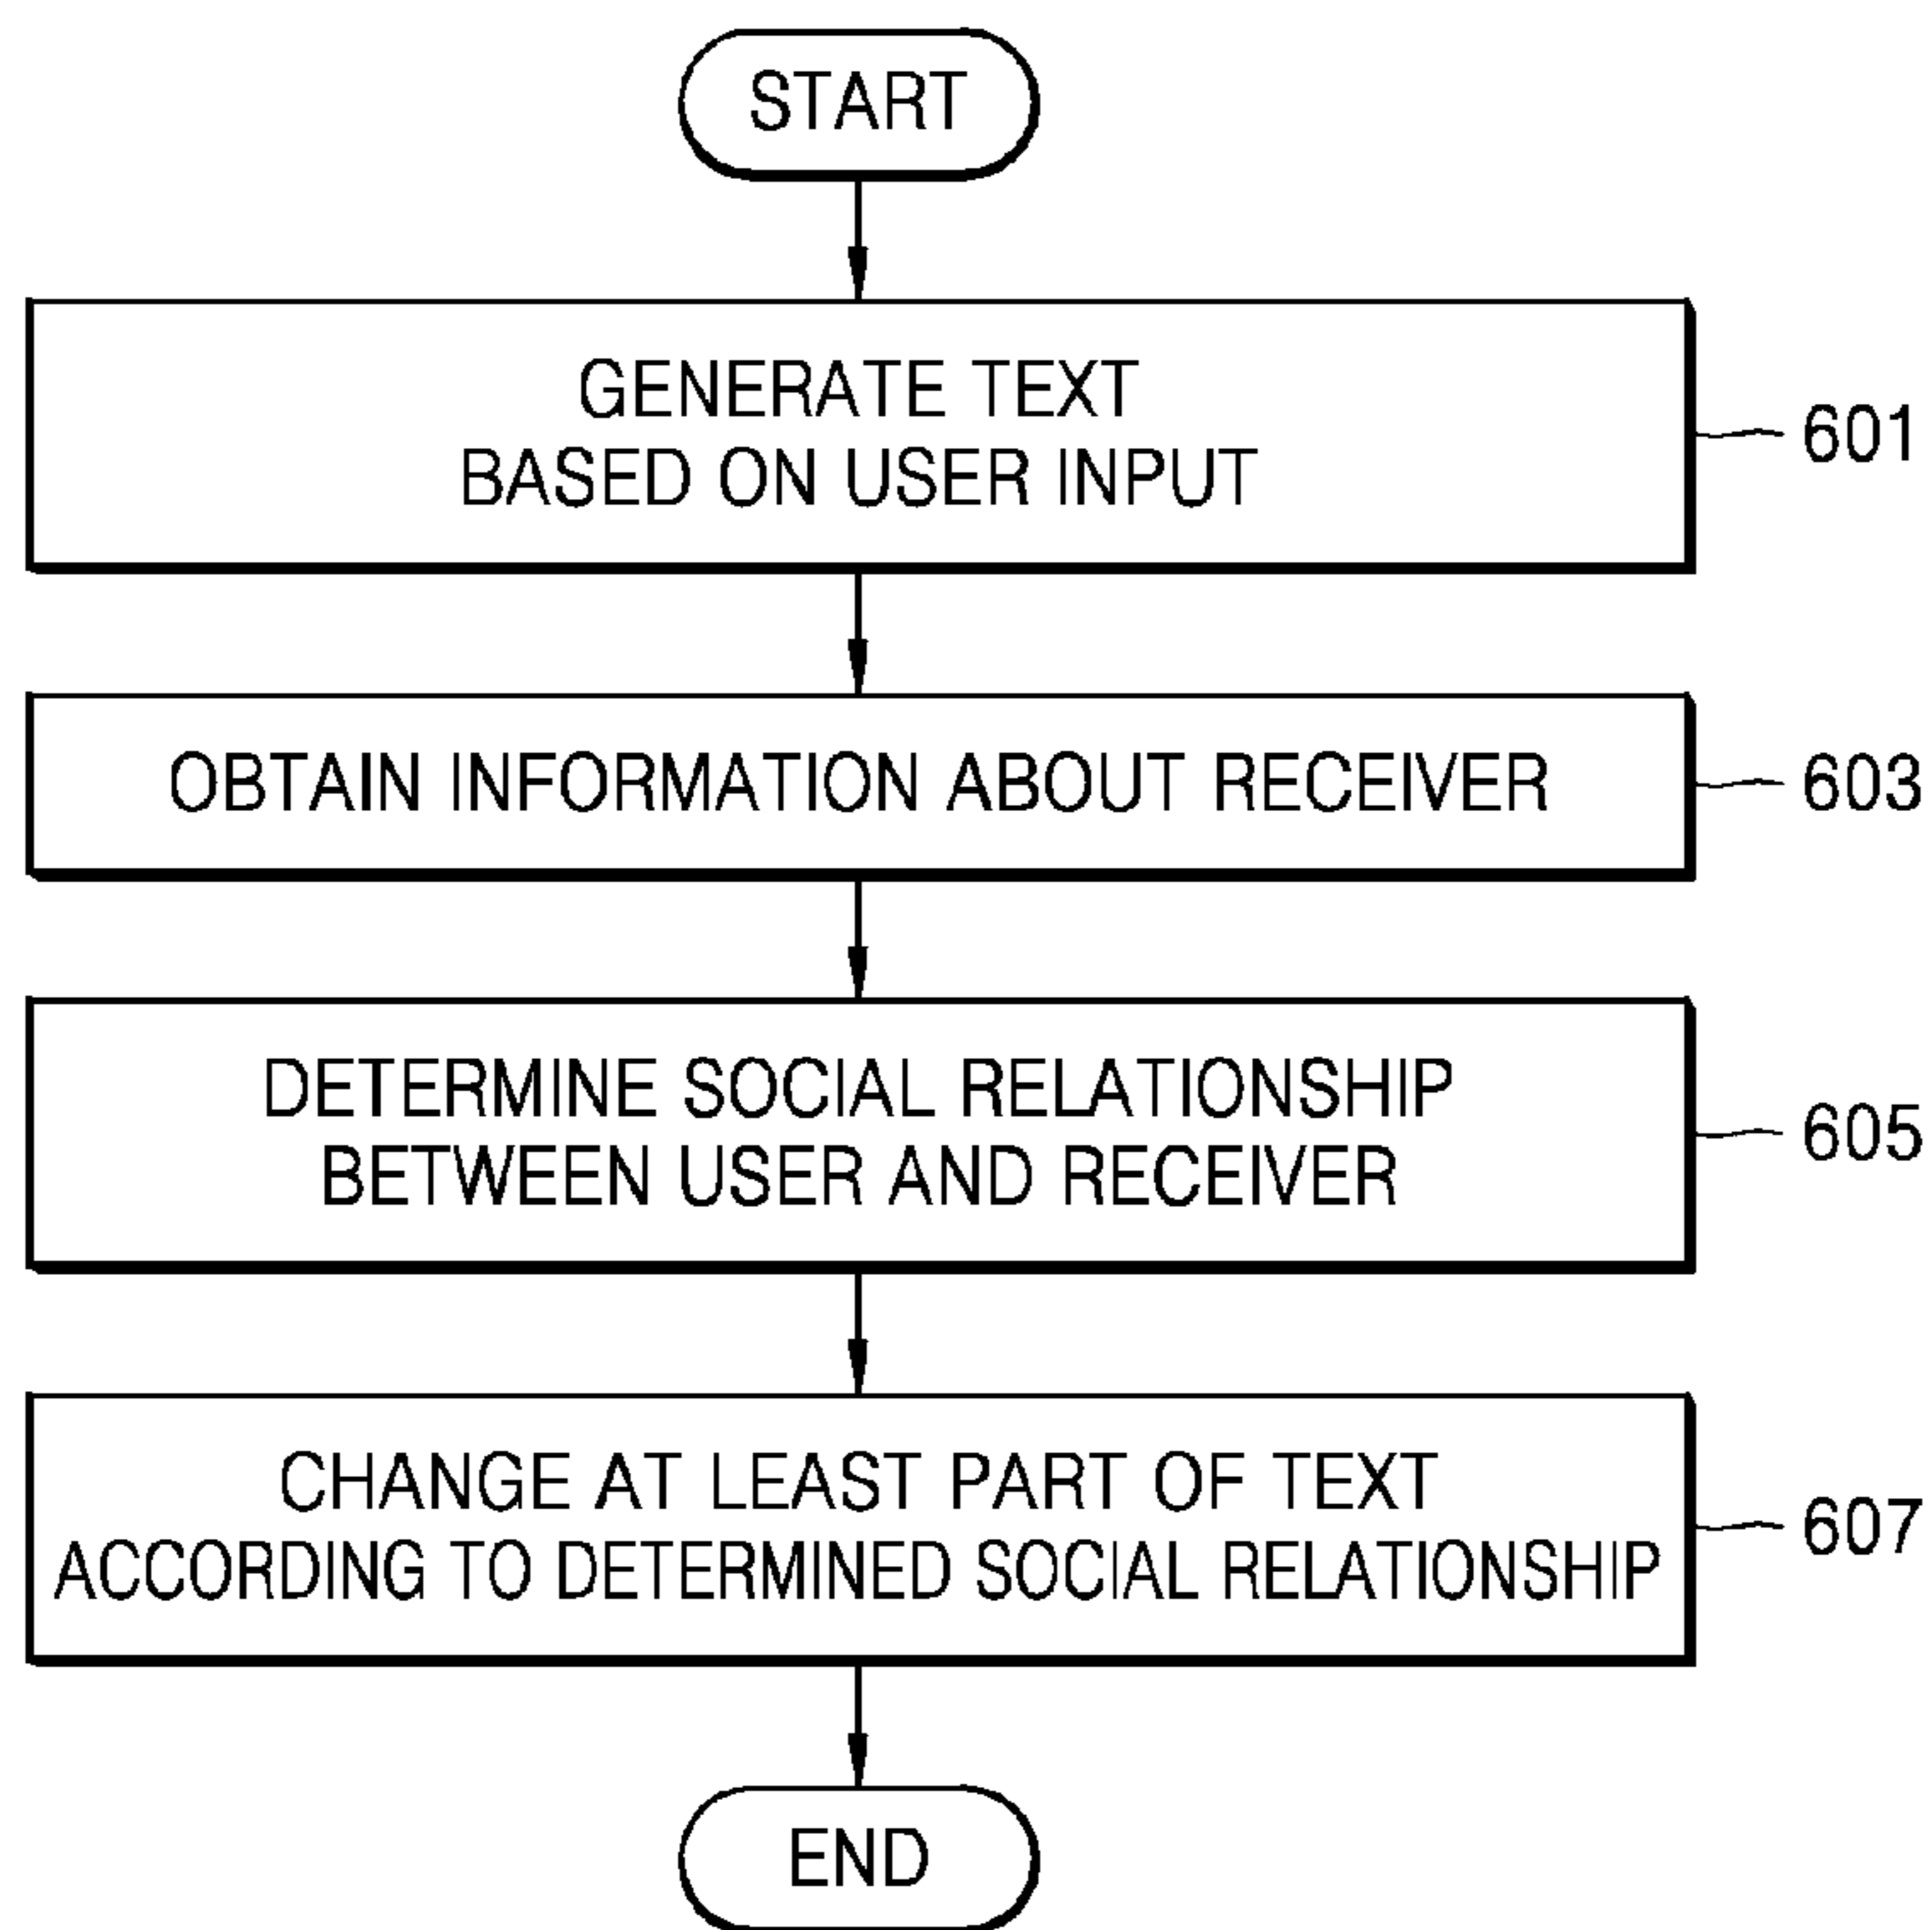 START
GENERATE TEXT
BASED ON USER INPUT
601
OBTAIN INFORMATION ABOUT RECEIVER
603
DETERMINE SOCIAL RELATIONSHIP
BETWEEN USER AND RECEIVER
605
CHANGE AT LEAST PART OF TEXT
ACCORDING TO DETERMINED SOCIAL RELATIONSHIP
607
END